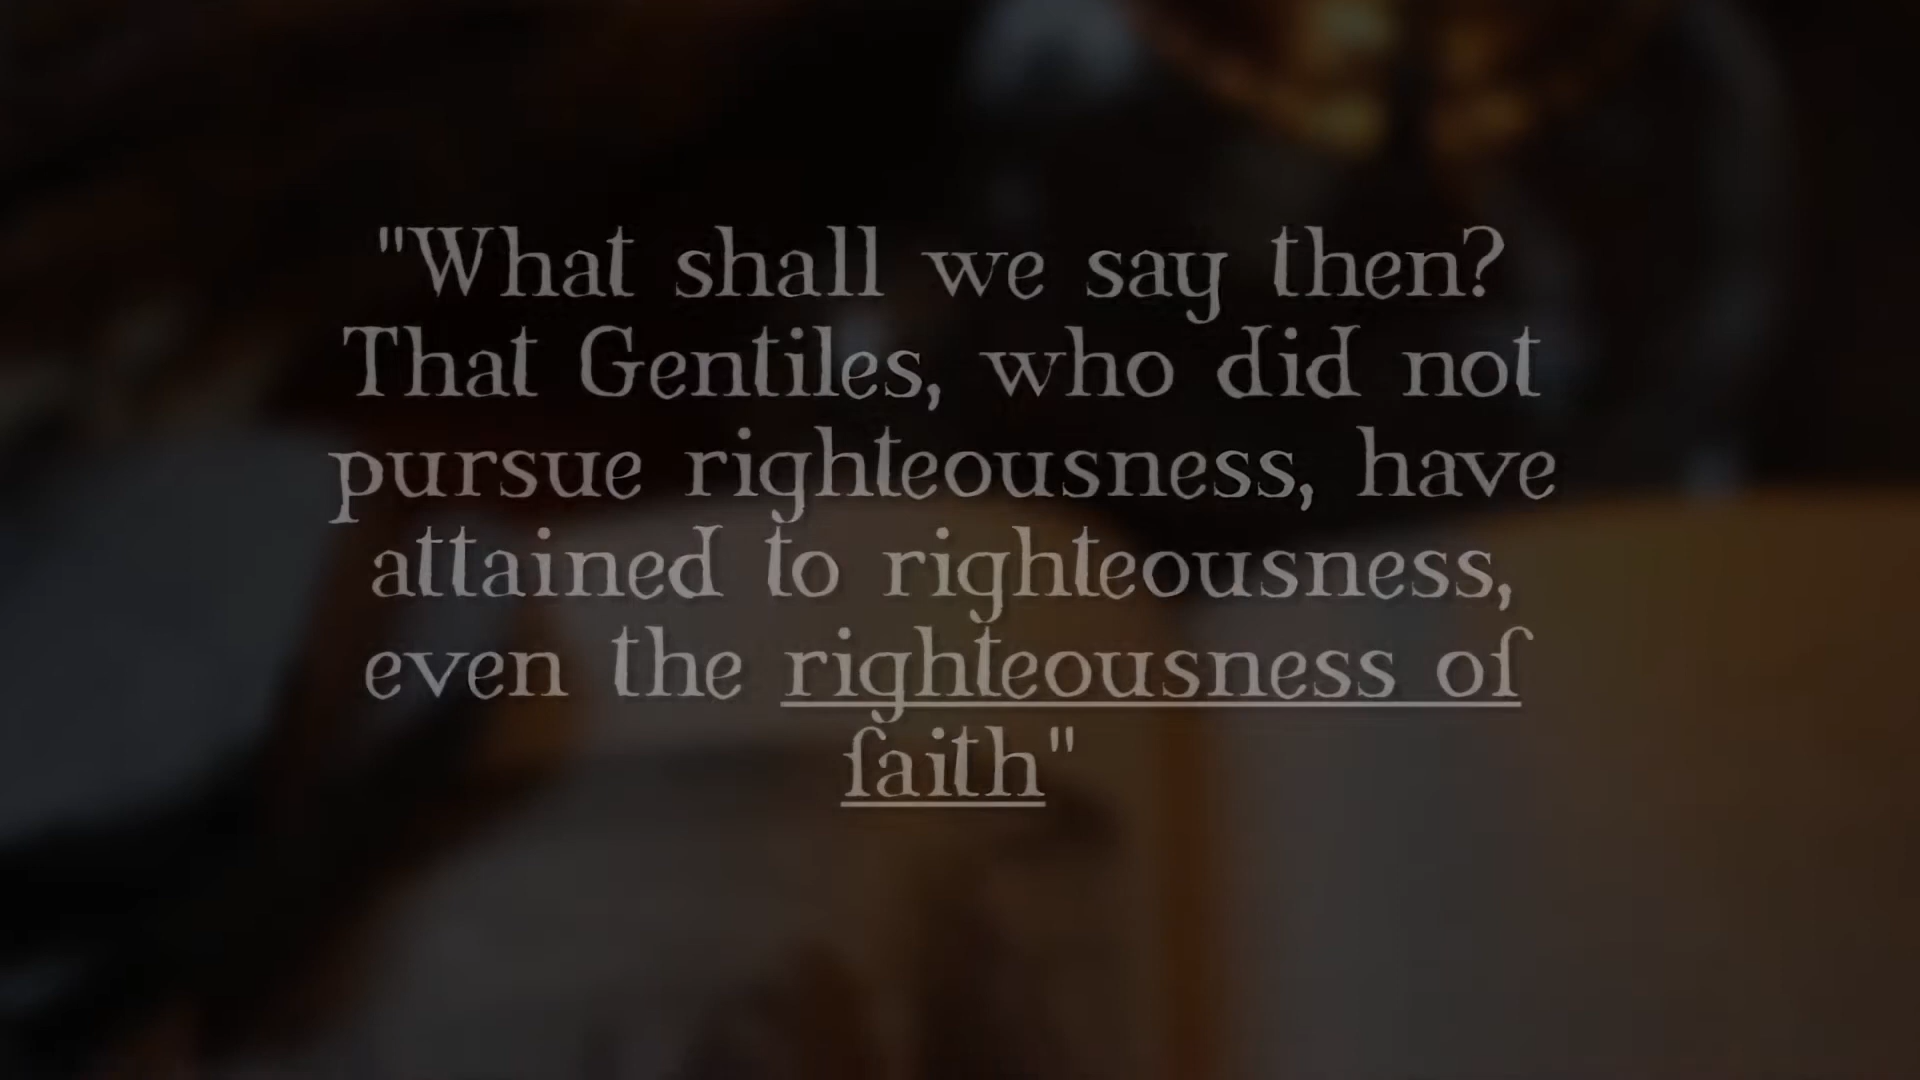 "What shall we say then?
That Gentiles, who did not
pursue righteousness, have
attained to righteousness,
even the righteousness of
faith"